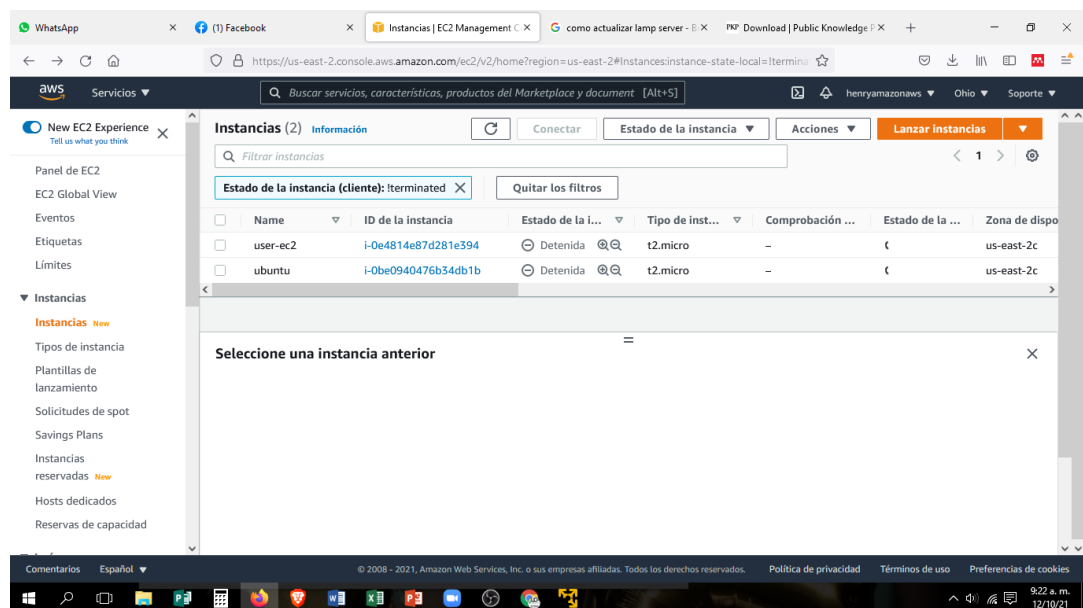 WhatsApp
(1) Facebook
Instancias | EC2 Management C
como actualizar lamp server - B
PKP Download | Public Knowledge P
https://us-east-2.console.aws.amazon.com/ec2/v2/home?region=us-east-2#Instances:instance-state-local=!termina
aws Servicios ▼
Buscar servicios, características, productos del Marketplace y document [Alt+S]
henryamazonaws ▼ Ohio ▼ Soporte ▼
New EC2 Experience
Tell us what you think
Panel de EC2
EC2 Global View
Eventos
Etiquetas
Límites
Instancias
Instancias New
Tipos de instancia
Plantillas de
lanzamiento
Solicitudes de spot
Savings Plans
Instancias
reservadas New
Hosts dedicados
Reservas de capacidad
Instancias (2) Información
Conectar
Estado de la instancia ▼
Acciones ▼
Lanzar instancias
Filtrar instancias
1
Estado de la instancia (cliente): !terminated
Quitar los filtros
Name ID de la instancia Estado de la i... Tipo de inst... Comprobación ... Estado de la ... Zona de dispo
user-ec2 i-0e4814e87d281e394 Detenida t2.micro – us-east-2c
ubuntu i-0be0940476b34db1b Detenida t2.micro – us-east-2c
Seleccione una instancia anterior
Comentarios Español ▼
© 2008 - 2021, Amazon Web Services, Inc. o sus empresas afiliadas. Todos los derechos reservados.
Política de privacidad Términos de uso Preferencias de cookies
9:22 a. m.
12/10/21